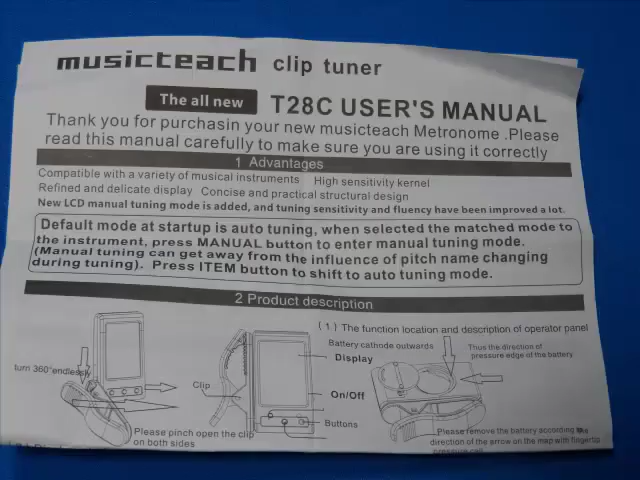 musicteach clip tuner
The all new T28C USER'S MANUAL
Thank you for purchasin your new musicteach Metronome .Please
read this manual carefully to make sure you are using it correctly
1 Advantages
Compatible with a variety of musical instruments High sensitivity kernel
Refined and delicate display Concise and practical structural design
New LCD manual tuning mode is added, and tuning sensitivity and fluency have been improved a lot.
Default mode at startup is auto tuning, when selected the matched mode to
the instrument, press MANUAL button to enter manual tuning mode.
(Manual tuning can get away from the influence of pitch name changing
during tuning). Press ITEM button to shift to auto tuning mode.
2 Product description
(1) The function location and description of operator panel
turn 360°endlessly
Please pinch open the clip
on both sides
Clip
Display
On/Off
Buttons
Battery cathode outwards
Thus the direction of
pressure edge of the battery
Please remove the battery according
direction of the arrow on the map with fingertip